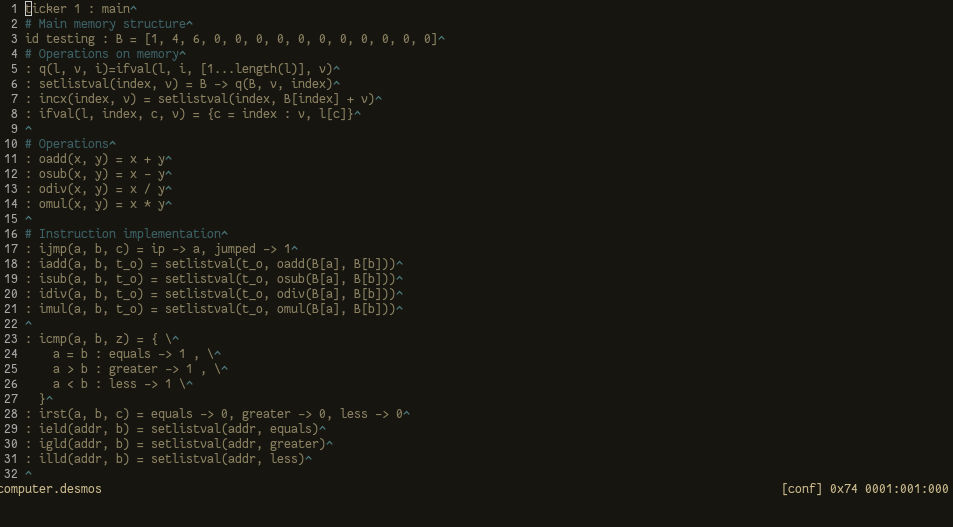 1 ticker 1 : main^
2 # Main memory structure^
3 id testing : B = [1, 4, 6, 0, 0, 0, 0, 0, 0, 0, 0, 0, 0, 0, 0, 0]^
4 # Operations on memory^
5 : q(l, v, i)=ifval(l, i, [1...length(l)], v)^
6 : setlistval(index, v) = B -> q(B, v, index)^
7 : incx(index, v) = setlistval(index, B[index] + v)^
8 : ifval(l, index, c, v) = {c = index : v, l[c]}^
9 ^
10 # Operations^
11 : oadd(x, y) = x + y^
12 : osub(x, y) = x - y^
13 : odiv(x, y) = x / y^
14 : omul(x, y) = x * y^
15 ^
16 # Instruction implementation^
17 : ijmp(a, b, c) = ip -> a, jumped -> 1^
18 : iadd(a, b, t_o) = setlistval(t_o, oadd(B[a], B[b]))^
19 : isub(a, b, t_o) = setlistval(t_o, osub(B[a], B[b]))^
20 : idiv(a, b, t_o) = setlistval(t_o, odiv(B[a], B[b]))^
21 : imul(a, b, t_o) = setlistval(t_o, omul(B[a], B[b]))^
22 ^
23 : icmp(a, b, z) = { \^
24 a = b : equals -> 1 , \^
25 a > b : greater -> 1 , \^
26 a < b : less -> 1 \^
27 }^
28 : irst(a, b, c) = equals -> 0, greater -> 0, less -> 0^
29 : ield(addr, b) = setlistval(addr, equals)^
30 : igld(addr, b) = setlistval(addr, greater)^
31 : illd(addr, b) = setlistval(addr, less)^
32 ^
computer.desmos [conf] 0x74 0001:001:000